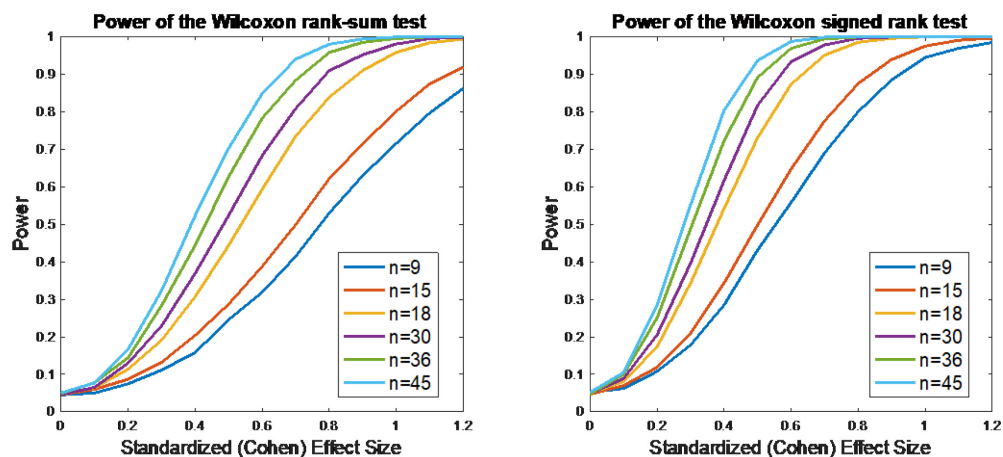 Power of the Wilcoxon rank-sum test
1
0.9
0.8
0.7
0.6
0.5
0.4
0.3
0.2
0.1
0
Power
n=9
n=15
n=18
n=30
n=36
n=45
0 0.2 0.4 0.6 0.8 1 1.2
Standardized (Cohen) Effect Size
Power of the Wilcoxon signed rank test
1
0.9
0.8
0.7
0.6
0.5
0.4
0.3
0.2
0.1
0
Power
n=9
n=15
n=18
n=30
n=36
n=45
0 0.2 0.4 0.6 0.8 1 1.2
Standardized (Cohen) Effect Size